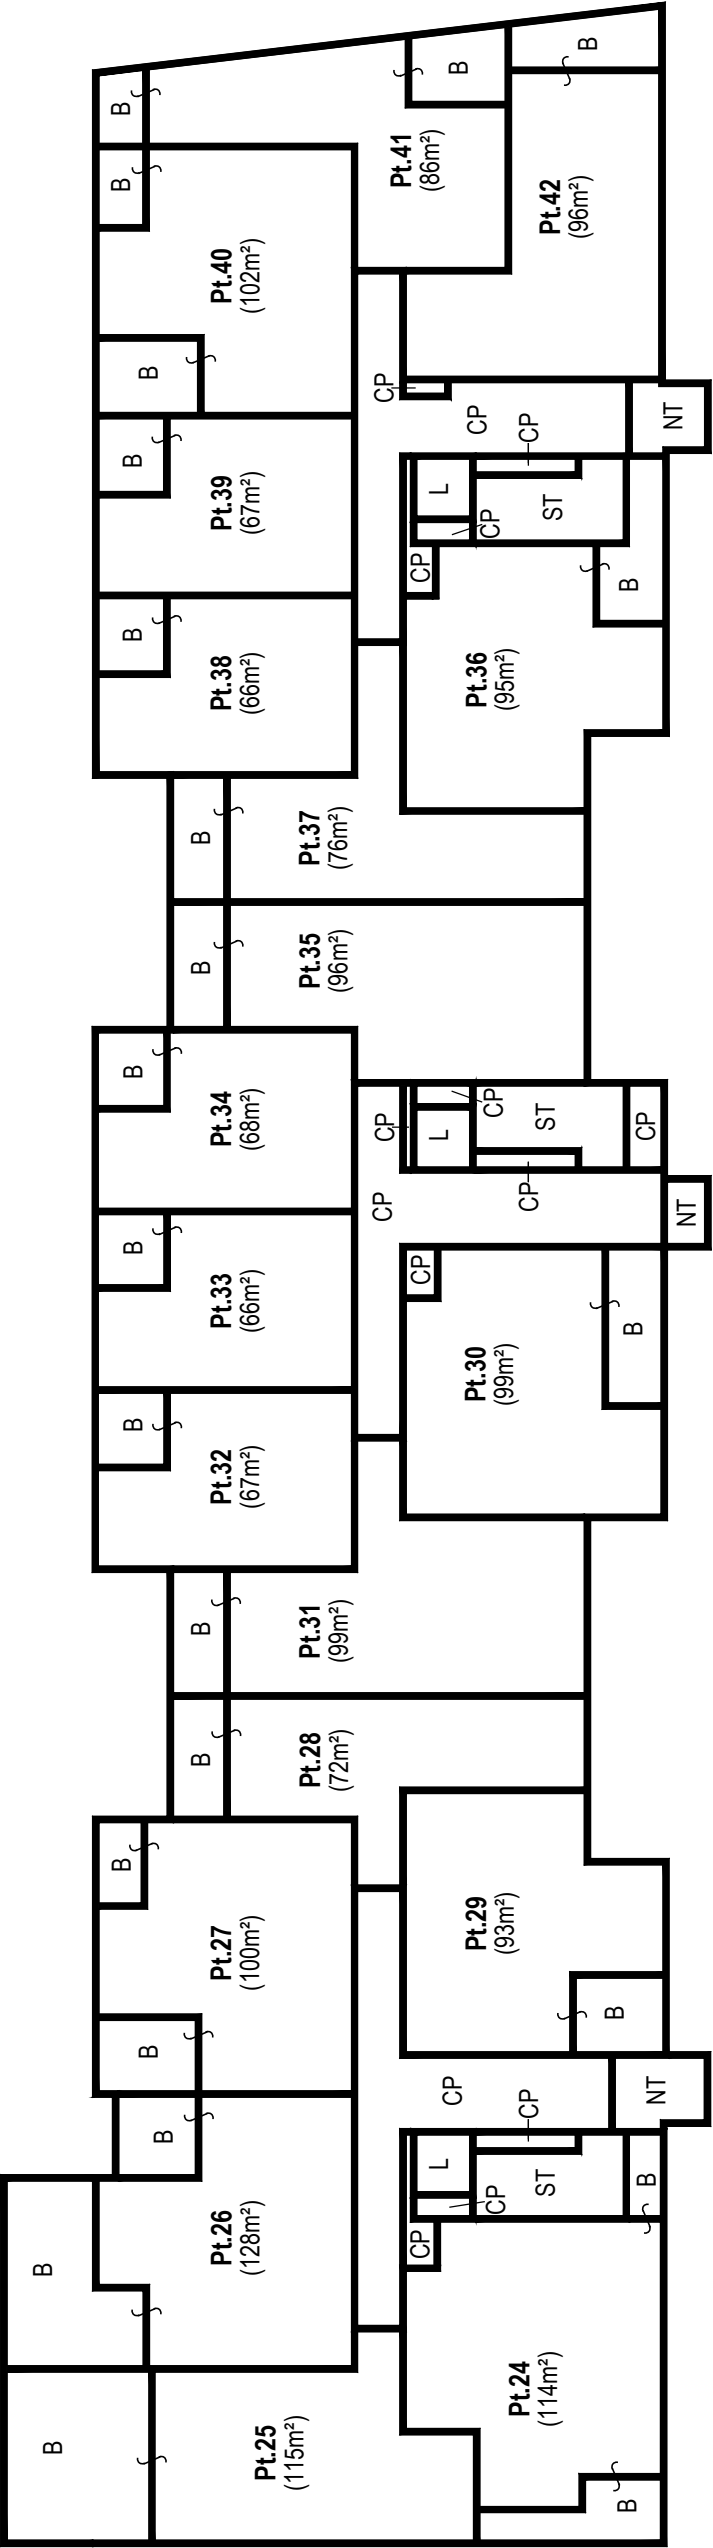 B
B
B
B
Pt.41
(86m²)
Pt.42
(96m²)
Pt.40
(102m²)
B
CP
CP
NT
B
CP
L
Pt.39
(67m²)
ST
CP
CP
B
B
Pt.38
(66m²)
Pt.36
(95m²)
B
Pt.37
(76m²)
B
Pt.35
(96m²)
B
CP
Pt.34
(68m²)
CP
L
ST
CP
CP
CP
NT
B
CP
Pt.33
(66m²)
B
Pt.30
(99m²)
B
Pt.32
(67m²)
B
Pt.31
(99m²)
B
Pt.28
(72m²)
B
Pt.27
(100m²)
Pt.29
(93m²)
B
B
CP
NT
CP
B
L
ST
B
CP
Pt.26
(128m²)
CP
B
Pt.24
(114m²)
B
Pt.25
(115m²)
B